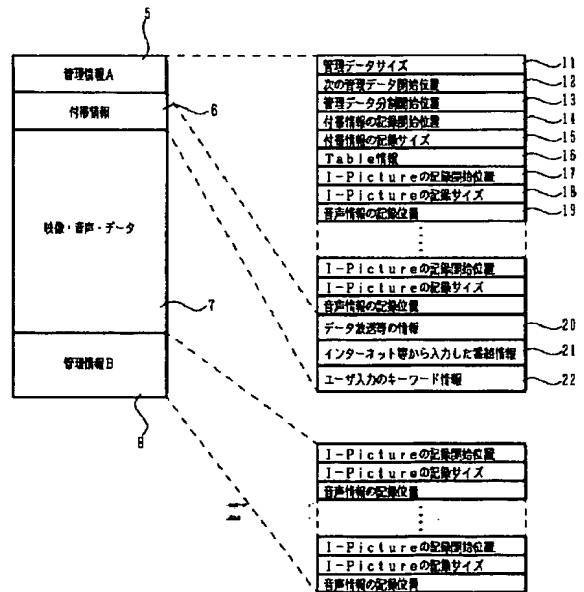 5
管理情報A
付帯情報
6
映像・音声・データ
7
管理情報B
8
管理データサイズ
11
次の管理データ開始位置
12
管理データ分割開始位置
13
付帯情報の記録開始位置
14
付帯情報の記録サイズ
15
Table情報
16
I-Pictureの記録開始位置
17
I-Pictureの記録サイズ
18
音声情報の記録位置
19
I-Pictureの記録開始位置
I-Pictureの記録サイズ
音声情報の記録位置
データ放送等の情報
20
インターネット等から入力した番組情報
21
ユーザ入力のキーワード情報
22
I-Pictureの記録開始位置
I-Pictureの記録サイズ
音声情報の記録位置
I-Pictureの記録開始位置
I-Pictureの記録サイズ
音声情報の記録位置